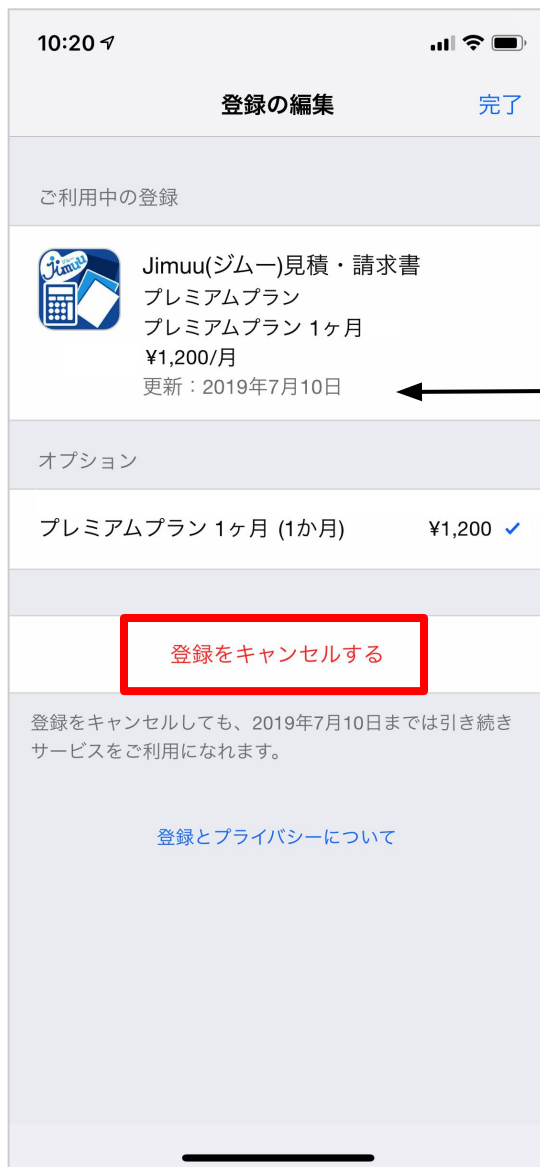 10:20
登録の編集
完了
ご利用中の登録
Jimuu
ジムー
Jimuu(ジムー)見積・請求書
プレミアムプラン
プレミアムプラン 1ヶ月
¥1,200/月
更新：2019年7月10日
オプション
プレミアムプラン 1ヶ月 (1か月) ¥1,200
登録をキャンセルする
登録をキャンセルしても、2019年7月10日までは引き続き
サービスをご利用になれます。
登録とプライバシーについて